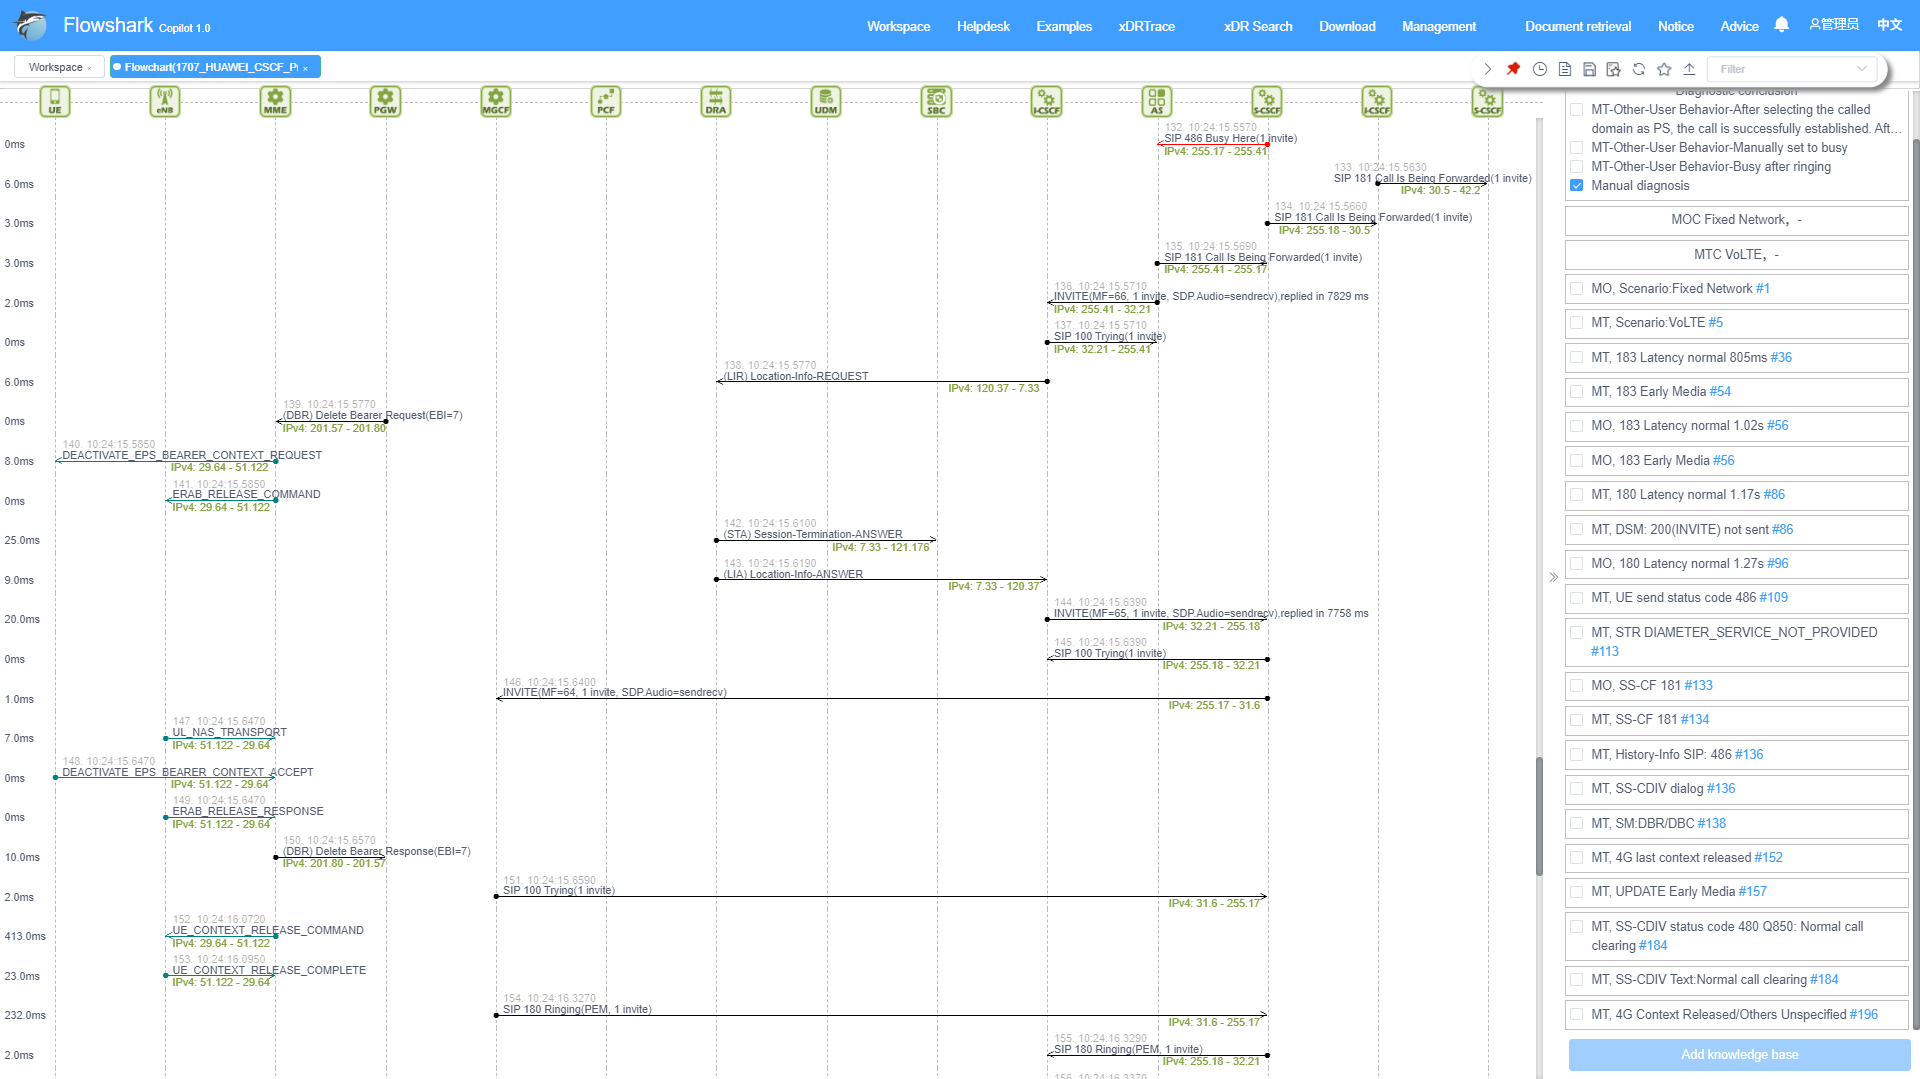 Flowshark Copilot 1.0
Workspace Helpdesk Examples xDRTrace xDR Search Download Management Document retrieval Notice Advice 管理员 中文
Workspace × Flowchart(1707_HUAWEI_CSCF_P ×
Filter
UE eNB MME PGW MGCF PCF DRA UDM SBC I-CSCF AS S-CSCF I-CSCF S-CSCF
132. 10:24:15.5570
0ms SIP 486 Busy Here(1 invite)
IPv4: 255.17 - 255.41
133. 10:24:15.5630
6.0ms SIP 181 Call Is Being Forwarded(1 invite)
IPv4: 30.5 - 42.2
134. 10:24:15.5660
3.0ms SIP 181 Call Is Being Forwarded(1 invite)
IPv4: 255.18 - 30.5
135. 10:24:15.5690
3.0ms SIP 181 Call Is Being Forwarded(1 invite)
IPv4: 255.41 - 255.17
136. 10:24:15.5710
2.0ms INVITE(MF=66, 1 invite, SDP.Audio=sendrecv),replied in 7829 ms
IPv4: 255.41 - 32.21
137. 10:24:15.5710
0ms SIP 100 Trying(1 invite)
IPv4: 32.21 - 255.41
138. 10:24:15.5770
6.0ms (LIR) Location-Info-REQUEST
IPv4: 120.37 - 7.33
139. 10:24:15.5770
0ms (DBR) Delete Bearer Request(EBI=7)
IPv4: 201.57 - 201.80
140. 10:24:15.5850
8.0ms DEACTIVATE_EPS_BEARER_CONTEXT_REQUEST
IPv4: 29.64 - 51.122
141. 10:24:15.5850
0ms ERAB_RELEASE_COMMAND
IPv4: 29.64 - 51.122
142. 10:24:15.6100
25.0ms (STA) Session-Termination-ANSWER
IPv4: 7.33 - 121.176
143. 10:24:15.6190
9.0ms (LIA) Location-Info-ANSWER
IPv4: 7.33 - 120.37
144. 10:24:15.6390
20.0ms INVITE(MF=65, 1 invite, SDP.Audio=sendrecv),replied in 7758 ms
IPv4: 32.21 - 255.18
145. 10:24:15.6390
0ms SIP 100 Trying(1 invite)
IPv4: 255.18 - 32.21
146. 10:24:15.6400
1.0ms INVITE(MF=64, 1 invite, SDP.Audio=sendrecv)
IPv4: 255.17 - 31.6
147. 10:24:15.6470
7.0ms UL_NAS_TRANSPORT
IPv4: 51.122 - 29.64
148. 10:24:15.6470
0ms DEACTIVATE_EPS_BEARER_CONTEXT_ACCEPT
IPv4: 51.122 - 29.64
149. 10:24:15.6470
0ms ERAB_RELEASE_RESPONSE
IPv4: 51.122 - 29.64
150. 10:24:15.6570
10.0ms (DBR) Delete Bearer Response(EBI=7)
IPv4: 201.80 - 201.57
151. 10:24:15.6590
2.0ms SIP 100 Trying(1 invite)
IPv4: 31.6 - 255.17
152. 10:24:16.0720
413.0ms UE_CONTEXT_RELEASE_COMMAND
IPv4: 29.64 - 51.122
153. 10:24:16.0950
23.0ms UE_CONTEXT_RELEASE_COMPLETE
IPv4: 51.122 - 29.64
154. 10:24:16.3270
232.0ms SIP 180 Ringing(PEM, 1 invite)
IPv4: 31.6 - 255.17
155. 10:24:16.3290
2.0ms SIP 180 Ringing(PEM, 1 invite)
IPv4: 255.18 - 32.21
156. 10:24:16.3370
Diagnostic conclusion
MT-Other-User Behavior-After selecting the called
domain as PS, the call is successfully established. Aft...
MT-Other-User Behavior-Manually set to busy
MT-Other-User Behavior-Busy after ringing
Manual diagnosis
MOC Fixed Network, -
MTC VoLTE, -
MO, Scenario:Fixed Network #1
MT, Scenario:VoLTE #5
MT, 183 Latency normal 805ms #36
MT, 183 Early Media #54
MO, 183 Latency normal 1.02s #56
MO, 183 Early Media #56
MT, 180 Latency normal 1.17s #86
MT, DSM: 200(INVITE) not sent #86
MO, 180 Latency normal 1.27s #96
MT, UE send status code 486 #109
MT, STR DIAMETER_SERVICE_NOT_PROVIDED
#113
MO, SS-CF 181 #133
MT, SS-CF 181 #134
MT, History-Info SIP: 486 #136
MT, SS-CDIV dialog #136
MT, SM:DBR/DBC #138
MT, 4G last context released #152
MT, UPDATE Early Media #157
MT, SS-CDIV status code 480 Q850: Normal call
clearing #184
MT, SS-CDIV Text:Normal call clearing #184
MT, 4G Context Released/Others Unspecified #196
Add knowledge base